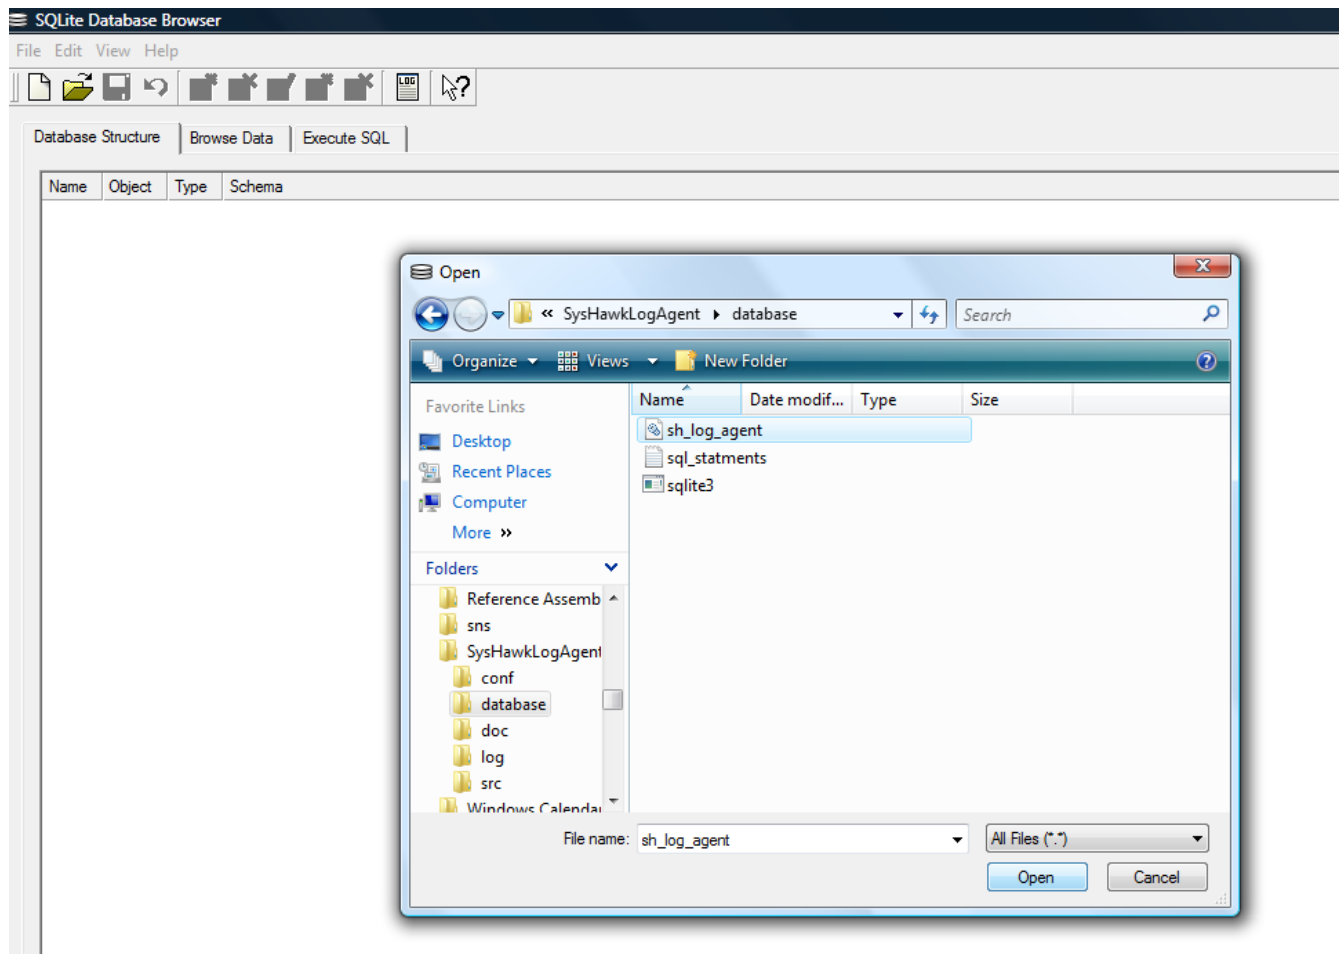 SQLite Database Browser
File Edit View Help
LOG ?
Database Structure Browse Data Execute SQL
Name Object Type Schema
Open X
« SysHawkLogAgent database Search
Organize Views New Folder ?
Favorite Links
Desktop
Recent Places
Computer
More »
Folders
Reference Assemb
sns
SysHawkLogAgent
conf
database
doc
log
src
Windows Calendar
Name Date modif... Type Size
sh_log_agent
sql_statments
sqlite3
File name: sh_log_agent All Files (*.*)
Open Cancel